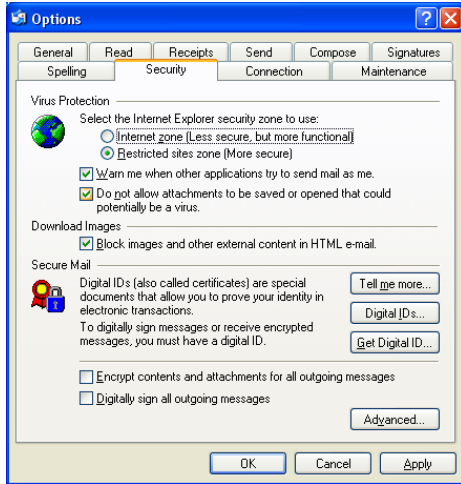 Options
General Read Receipts Send Compose Signatures
Spelling Security Connection Maintenance
Virus Protection
Select the Internet Explorer security zone to use:
Internet zone (Less secure, but more functional)
Restricted sites zone (More secure)
Warn me when other applications try to send mail as me.
Do not allow attachments to be saved or opened that could
potentially be a virus.
Download Images
Block images and other external content in HTML e-mail.
Secure Mail
Digital IDs (also called certificates) are special
documents that allow you to prove your identity in
electronic transactions.
Tell me more...
To digitally sign messages or receive encrypted
messages, you must have a digital ID.
Digital IDs...
Get Digital ID...
Encrypt contents and attachments for all outgoing messages
Digitally sign all outgoing messages
Advanced...
OK Cancel Apply